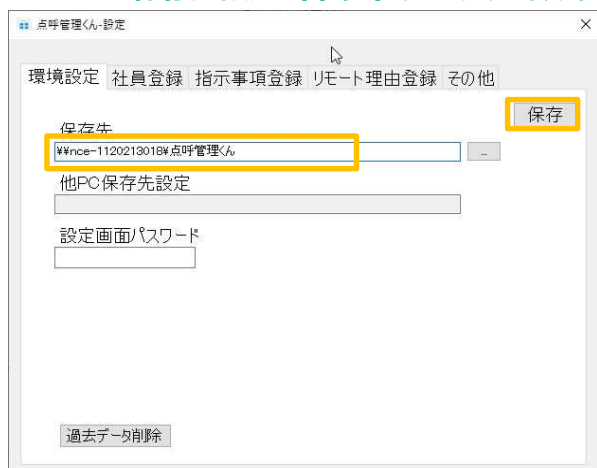 点呼管理くん-設定
環境設定 社員登録 指示事項登録 リモート理由登録 その他
保存
保存先
¥¥nce-1120213018¥点呼管理くん
他PC保存先設定
設定画面パスワード
過去データ削除